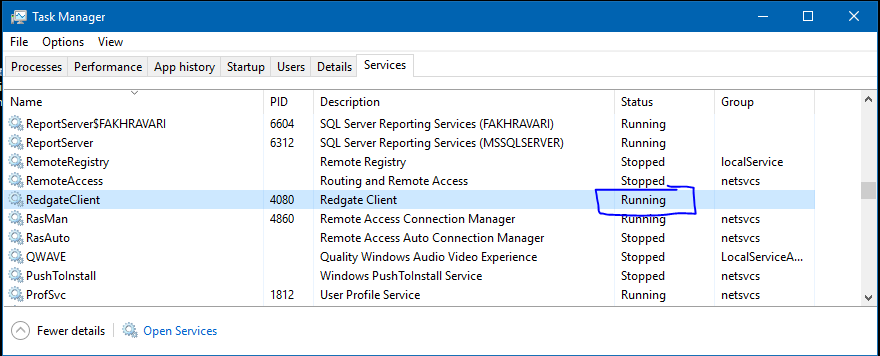 Task Manager
File Options View
Processes Performance App history Startup Users Details Services
Name PID Description Status Group
ReportServer$FAKHRAVARI 6604 SQL Server Reporting Services (FAKHRAVARI) Running
ReportServer 6312 SQL Server Reporting Services (MSSQLSERVER) Running
RemoteRegistry Remote Registry Stopped localService
RemoteAccess Routing and Remote Access Stopped netsvcs
RedgateClient 4080 Redgate Client Running
RasMan 4860 Remote Access Connection Manager Running netsvcs
RasAuto Remote Access Auto Connection Manager Stopped netsvcs
QWAVE Quality Windows Audio Video Experience Stopped LocalServiceA...
PushToInstall Windows PushToInstall Service Stopped netsvcs
ProfSvc 1812 User Profile Service Running netsvcs
Fewer details Open Services